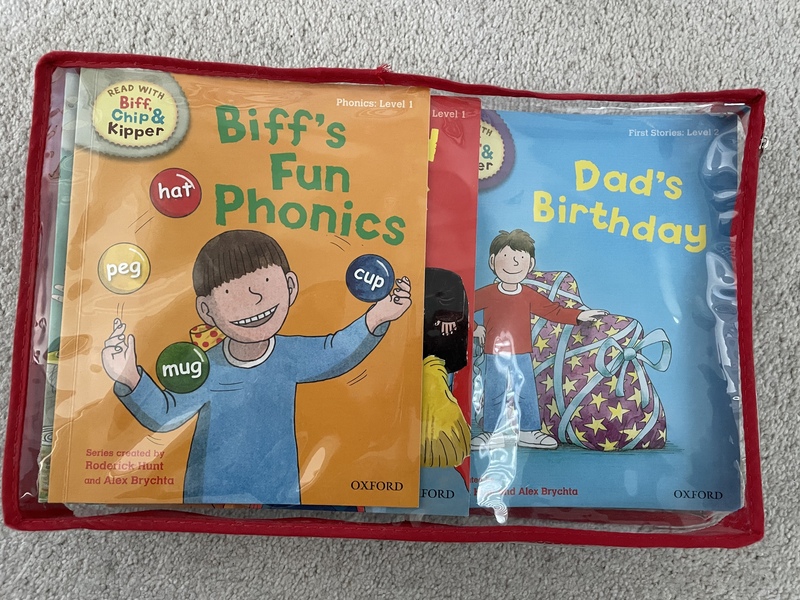 READ WITH
Biff,
Chip &
Kipper
Phonics: Level 1
Biff's
Fun
Phonics
hat
peg
cup
mug
Series created by
Roderick Hunt
and Alex Brychta
OXFORD
Level 1
OXFORD
First Stories: Level 2
Dad's
Birthday
and Alex Brychta
OXFORD